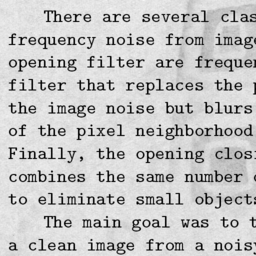 There are several clas
frequency noise from image
opening filter are frequen
filter that replaces the p
the image noise but blurs
of the pixel neighborhood
Finally, the opening closi
combines the same number o
to eliminate small objects
The main goal was to t
a clean image from a noisy